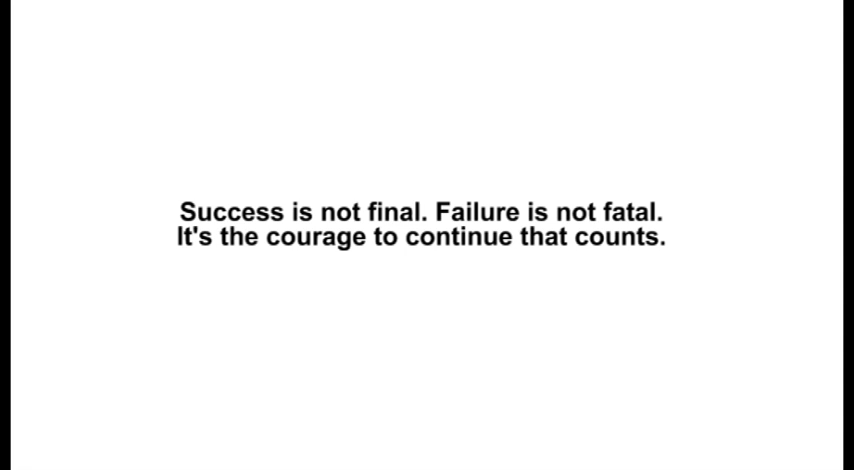 Success is not final. Failure is not fatal.
It's the courage to continue that counts.